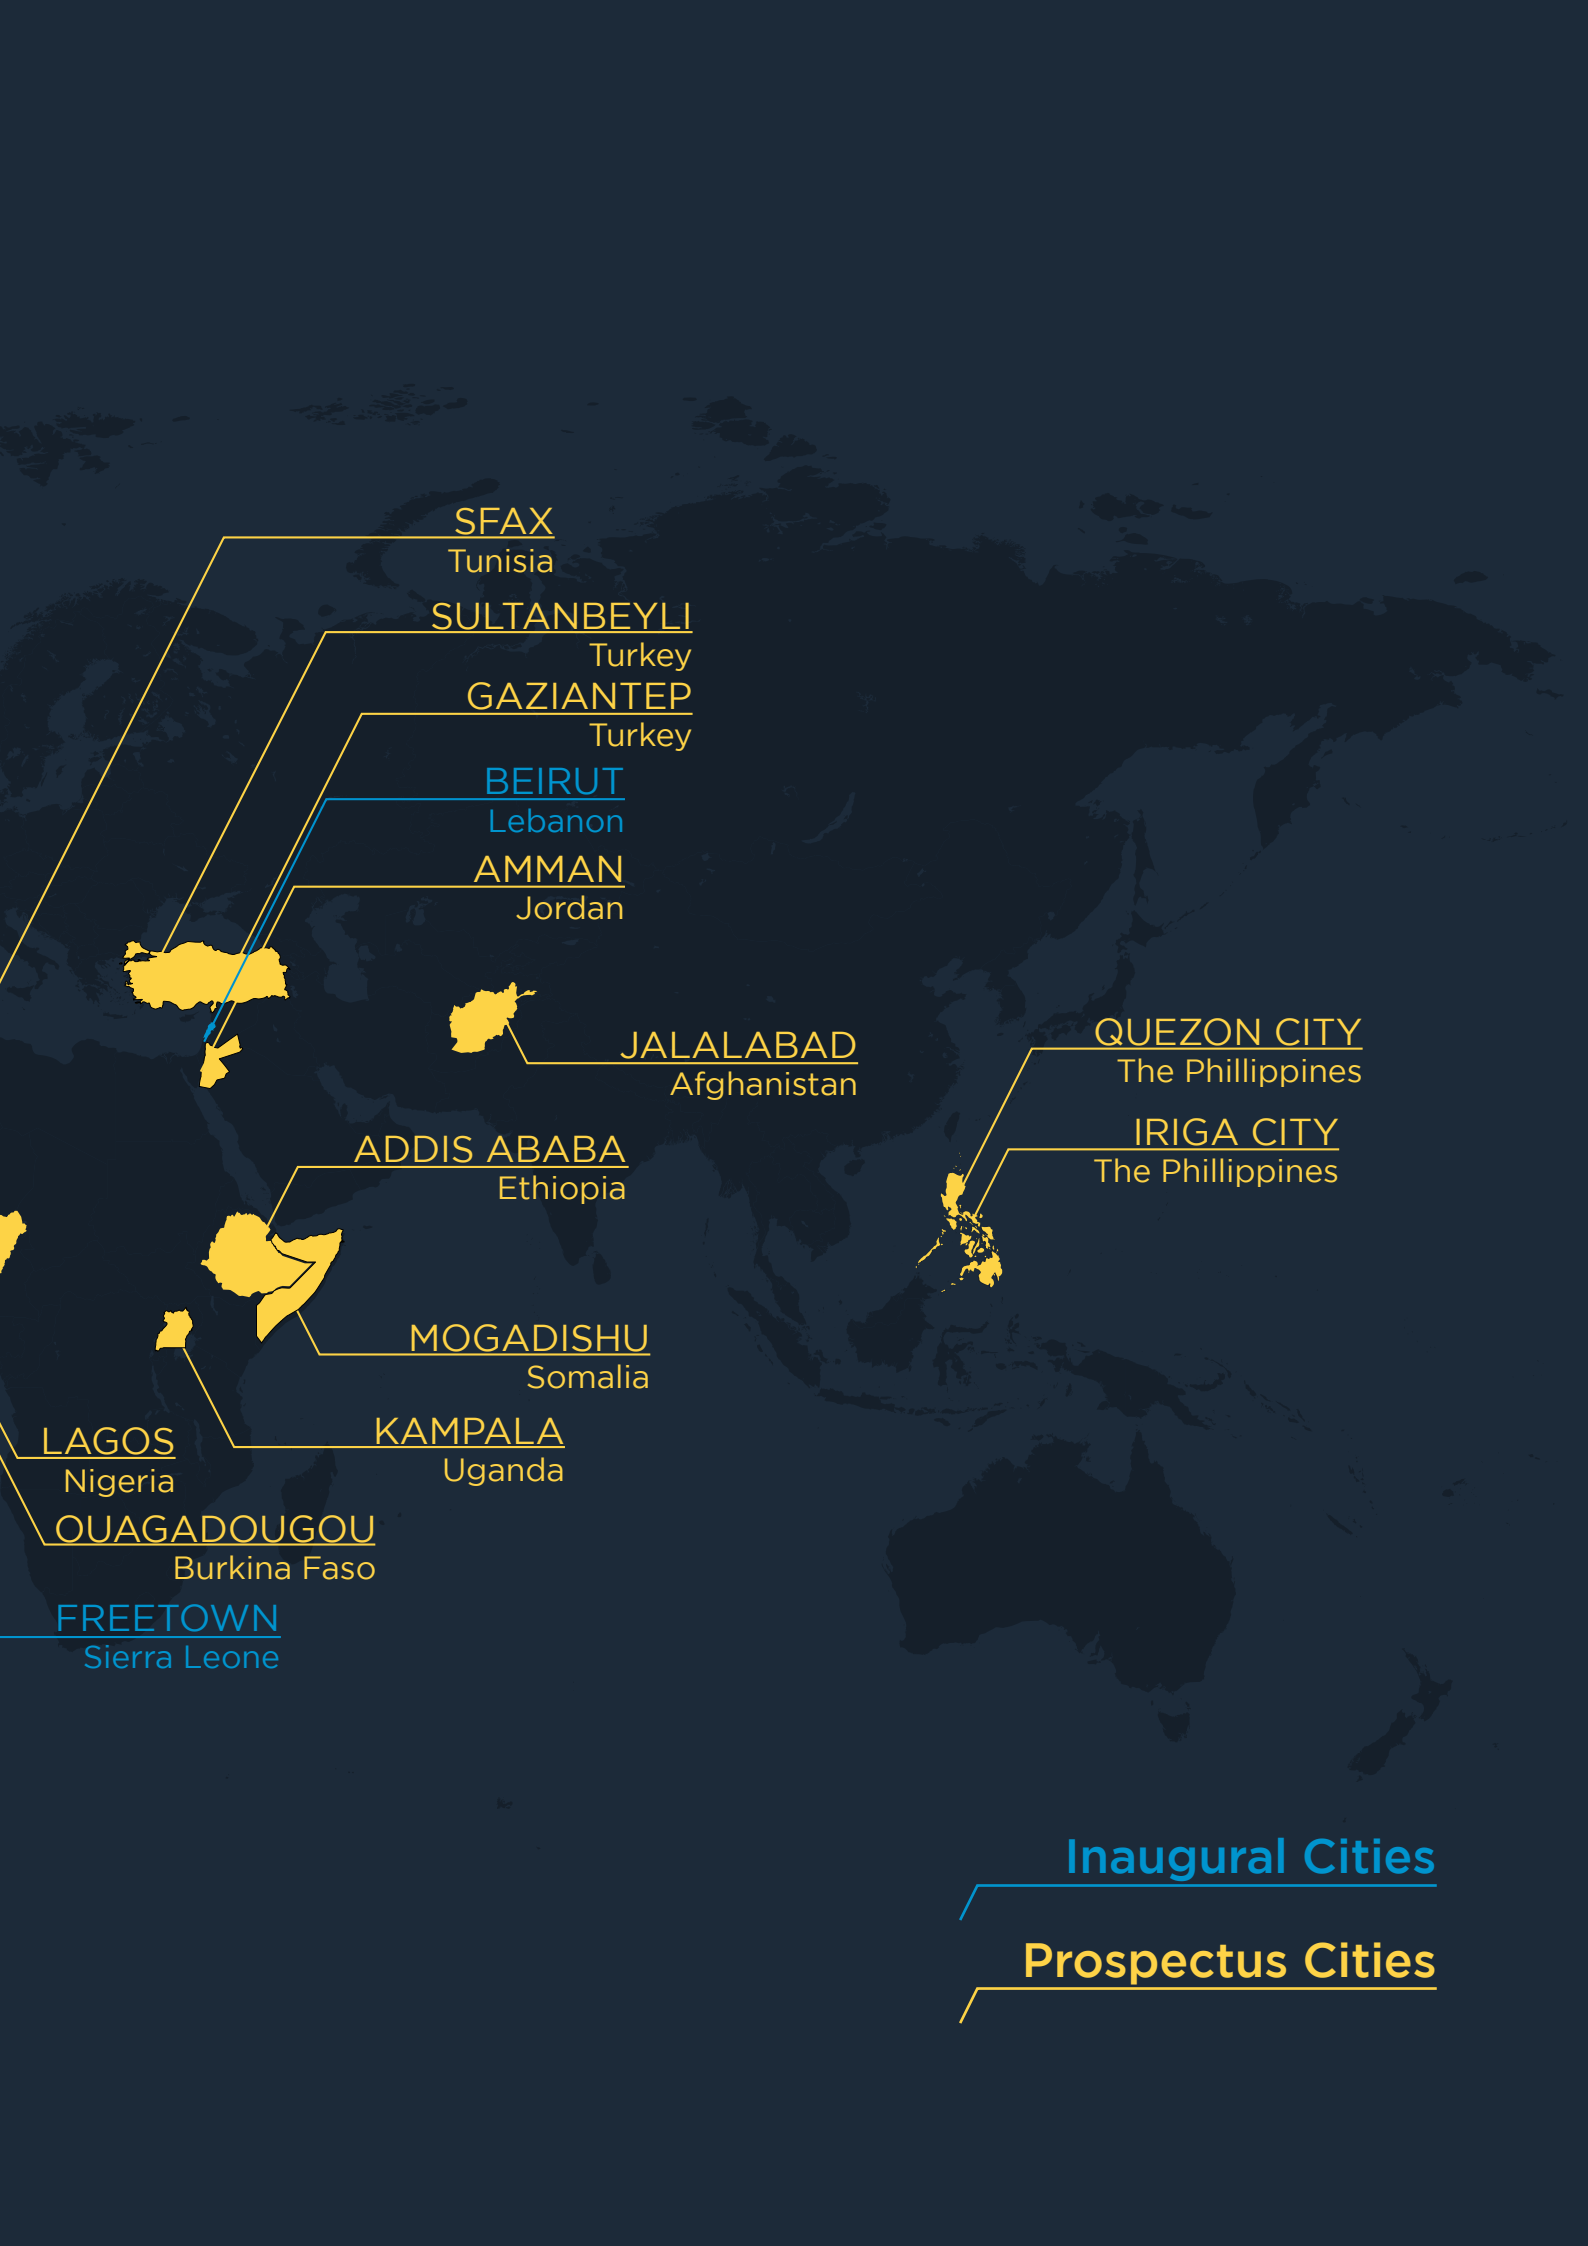 SFAX
Tunisia
SULTANBEYLI
Turkey
GAZIANTEP
Turkey
BEIRUT
Lebanon
AMMAN
Jordan
JALALABAD
Afghanistan
QUEZON CITY
The Phillippines
IRIGA CITY
The Phillippines
ADDIS ABABA
Ethiopia
MOGADISHU
Somalia
KAMPALA
Uganda
LAGOS
Nigeria
OUAGADOUGOU
Burkina Faso
FREETOWN
Sierra Leone
Inaugural Cities
Prospectus Cities